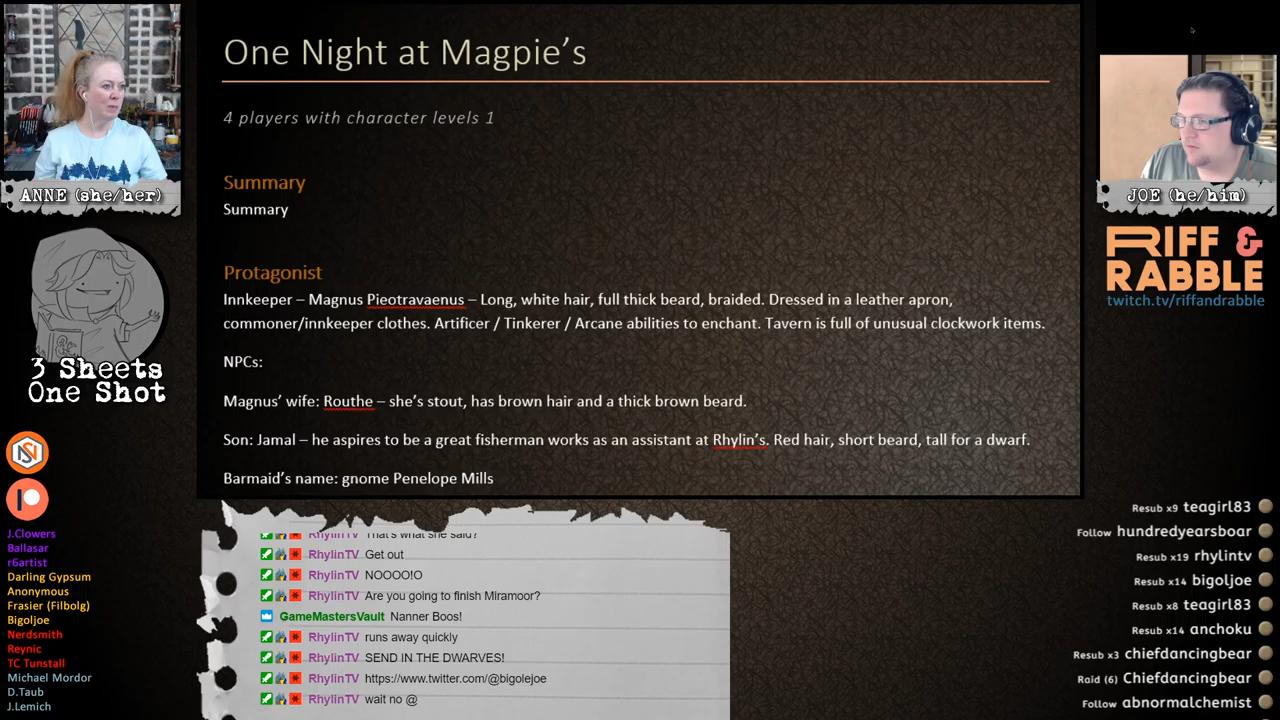 One Night at Magpie's
4 players with character levels 1
Summary
Summary
Protagonist
Innkeeper – Magnus Pieotravaenus – Long, white hair, full thick beard, braided. Dressed in a leather apron,
commoner/innkeeper clothes. Artificer / Tinkerer / Arcane abilities to enchant. Tavern is full of unusual clockwork items.
NPCs:
Magnus' wife: Routhe – she's stout, has brown hair and a thick brown beard.
Son: Jamal – he aspires to be a great fisherman works as an assistant at Rhylin's. Red hair, short beard, tall for a dwarf.
Barmaid's name: gnome Penelope Mills
ANNE (she/her)
JOE (he/him)
3 Sheets
One Shot
RIFF &
RABBLE
twitch.tv/riffandrabble
J.Clowers
Ballasar
r6artist
Darling Gypsum
Anonymous
Frasier (Filbolg)
Bigoljoe
Nerdsmith
Reynic
TC Tunstall
Michael Mordor
D.Taub
J.Lemich
RhylinTV That's what she said?
RhylinTV Get out
RhylinTV NOOOO!O
RhylinTV Are you going to finish Miramoor?
GameMastersVault Nanner Boos!
RhylinTV runs away quickly
RhylinTV SEND IN THE DWARVES!
RhylinTV https://www.twitter.com/@bigolejoe
RhylinTV wait no @
Resub x9 teagirl83
Follow hundredyearsboar
Resub x19 rhylintv
Resub x14 bigoljoe
Resub x8 teagirl83
Resub x14 anchoku
Resub x3 chiefdancingbear
Raid (6) Chiefdancingbear
Follow abnormalchemist